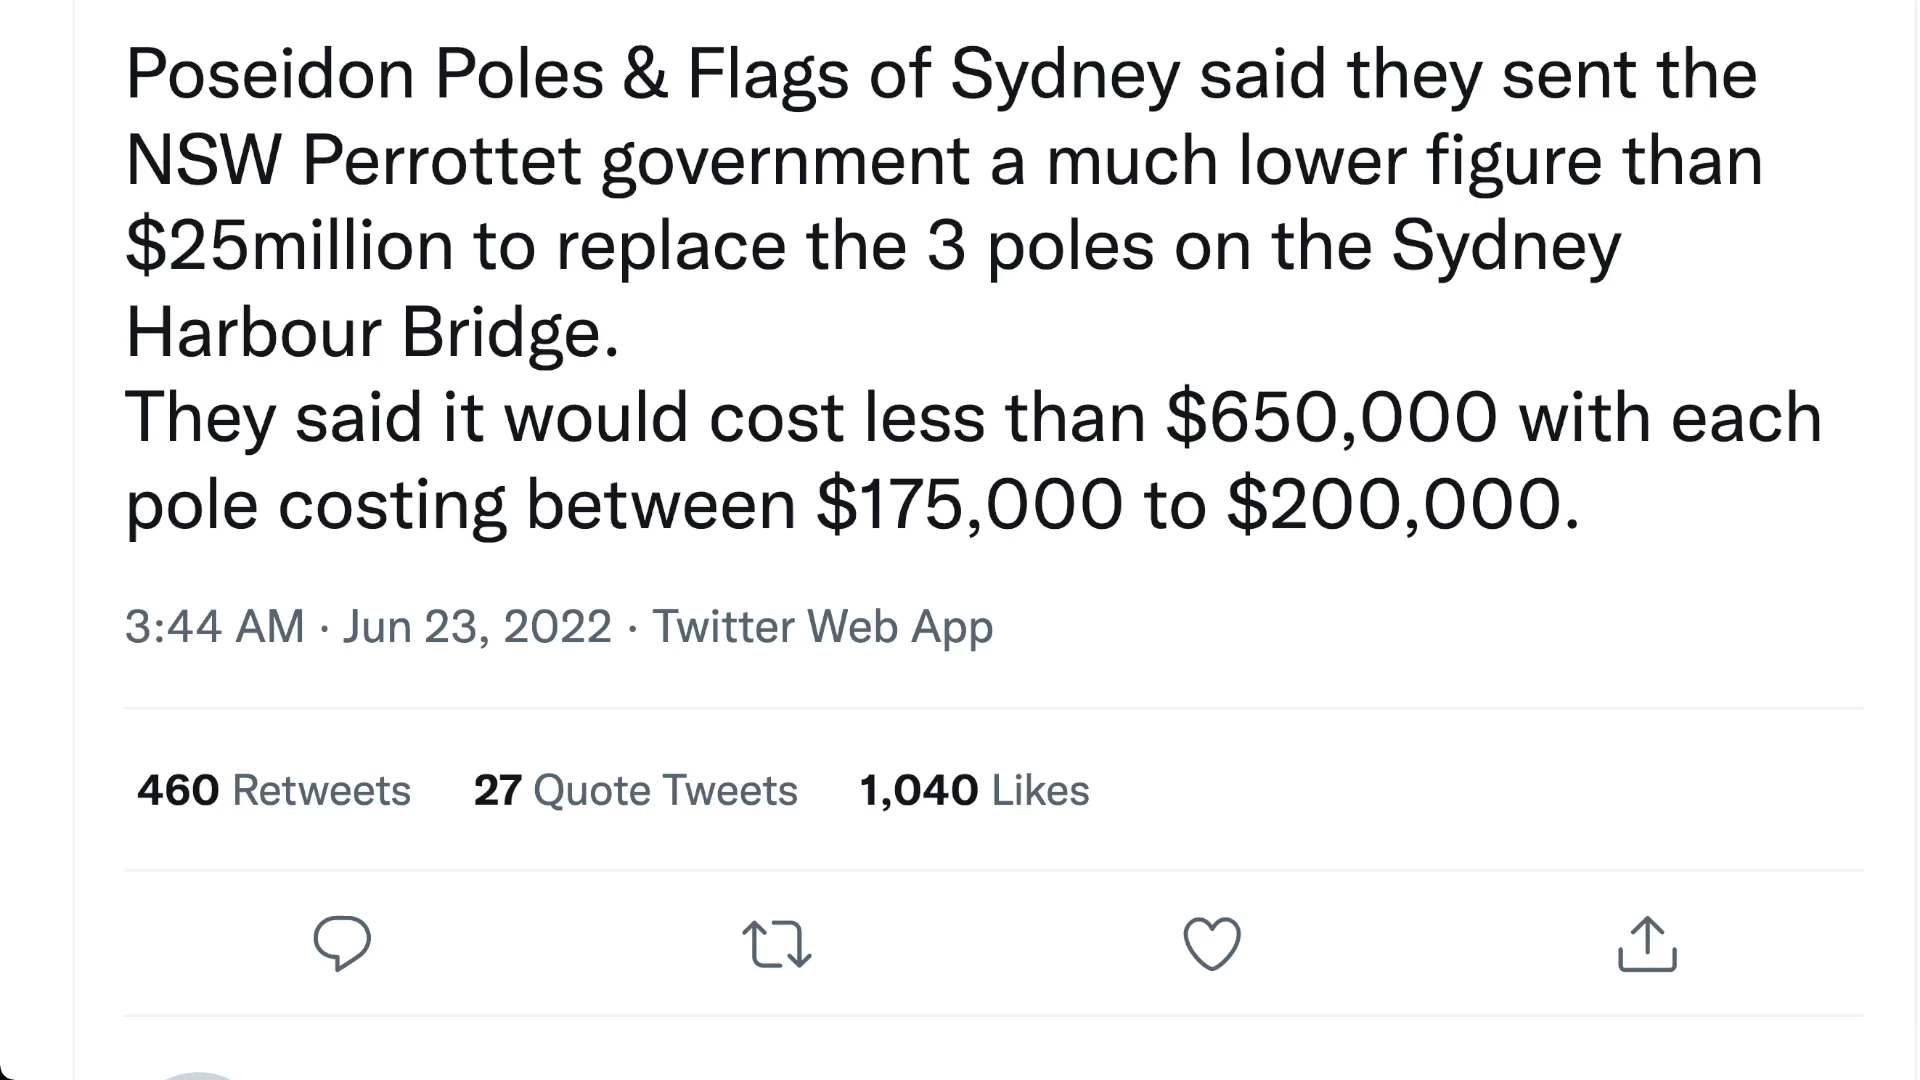 Poseidon Poles & Flags of Sydney said they sent the
NSW Perrottet government a much lower figure than
$25million to replace the 3 poles on the Sydney
Harbour Bridge.
They said it would cost less than $650,000 with each
pole costing between $175,000 to $200,000.
3:44 AM · Jun 23, 2022 · Twitter Web App
460 Retweets 27 Quote Tweets 1,040 Likes